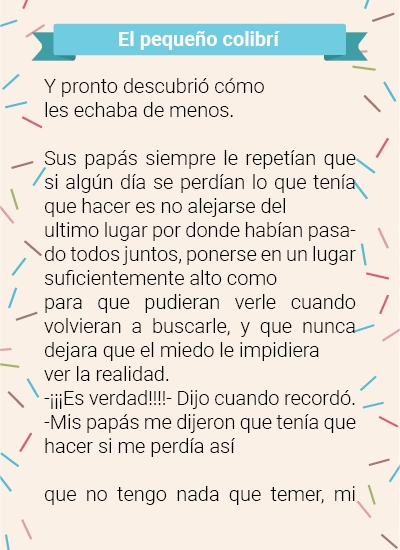 El pequeño colibrí
Y pronto descubrió cómo
les echaba de menos.
Sus papás siempre le repetían que
si algún día se perdían lo que tenía
que hacer es no alejarse del
ultimo lugar por donde habían pasa-
do todos juntos, ponerse en un lugar
suficientemente alto como
para que pudieran verle cuando
volvieran a buscarle, y que nunca
dejara que el miedo le impidiera
ver la realidad.
-¡¡¡Es verdad!!!!- Dijo cuando recordó.
-Mis papás me dijeron que tenía que
hacer si me perdía así
que no tengo nada que temer, mi